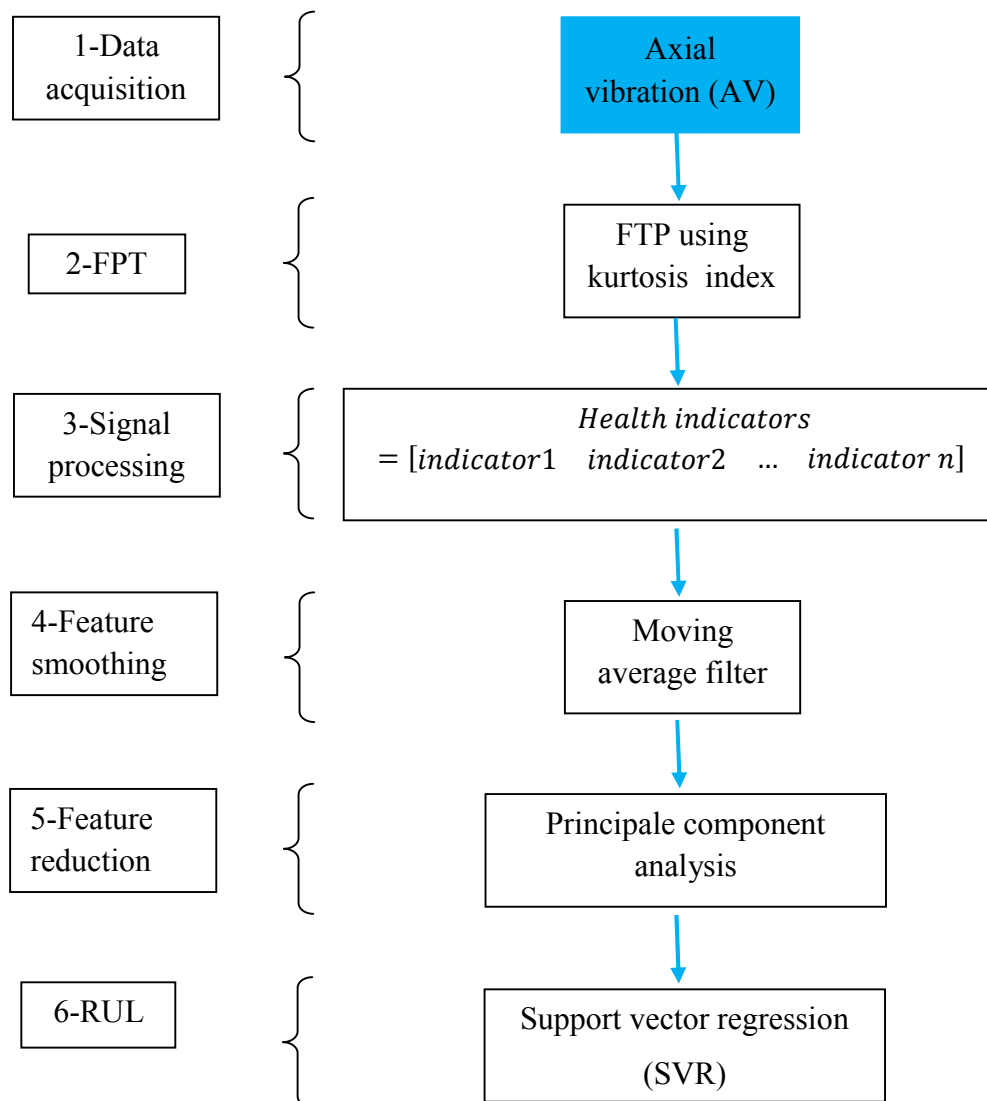 1-Data
acquisition
Axial
vibration (AV)
2-FPT
FTP using
kurtosis index
3-Signal
processing
Health indicators
= [indicator1 indicator2 … indicator n]
4-Feature
smoothing
Moving
average filter
5-Feature
reduction
Principale component
analysis
6-RUL
Support vector regression
(SVR)